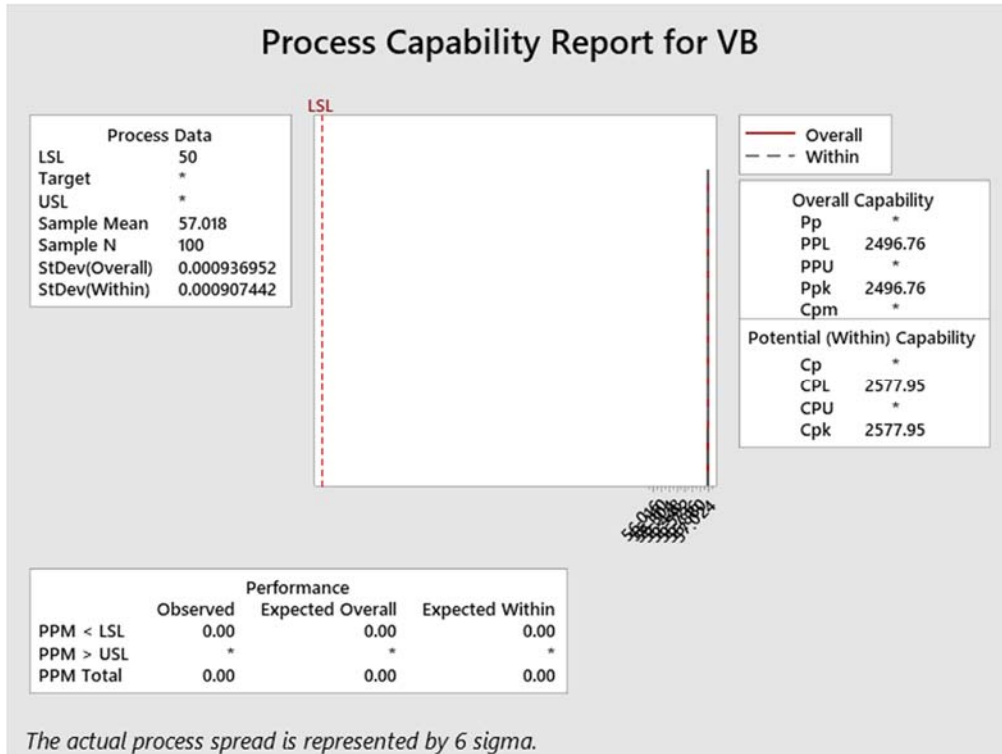 Process Capability Report for VB
LSL
Process Data
LSL 50
Target *
USL *
Sample Mean 57.018
Sample N 100
StDev(Overall) 0.000936952
StDev(Within) 0.000907442
Overall
Within
Overall Capability
Pp *
PPL 2496.76
PPU *
Ppk 2496.76
Cpm *
Potential (Within) Capability
Cp *
CPL 2577.95
CPU *
Cpk 2577.95
Performance
Observed Expected Overall Expected Within
PPM < LSL 0.00 0.00 0.00
PPM > USL * * *
PPM Total 0.00 0.00 0.00
The actual process spread is represented by 6 sigma.